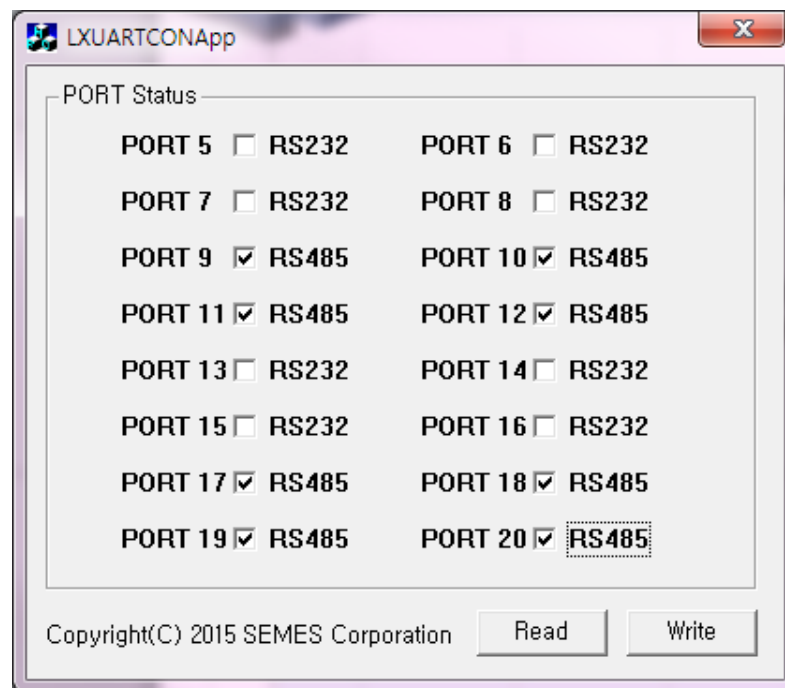 LXUARTCONApp
PORT Status
PORT 5 RS232 PORT 6 RS232
PORT 7 RS232 PORT 8 RS232
PORT 9 RS485 PORT 10 RS485
PORT 11 RS485 PORT 12 RS485
PORT 13 RS232 PORT 14 RS232
PORT 15 RS232 PORT 16 RS232
PORT 17 RS485 PORT 18 RS485
PORT 19 RS485 PORT 20 RS485
Copyright(C) 2015 SEMES Corporation Read Write